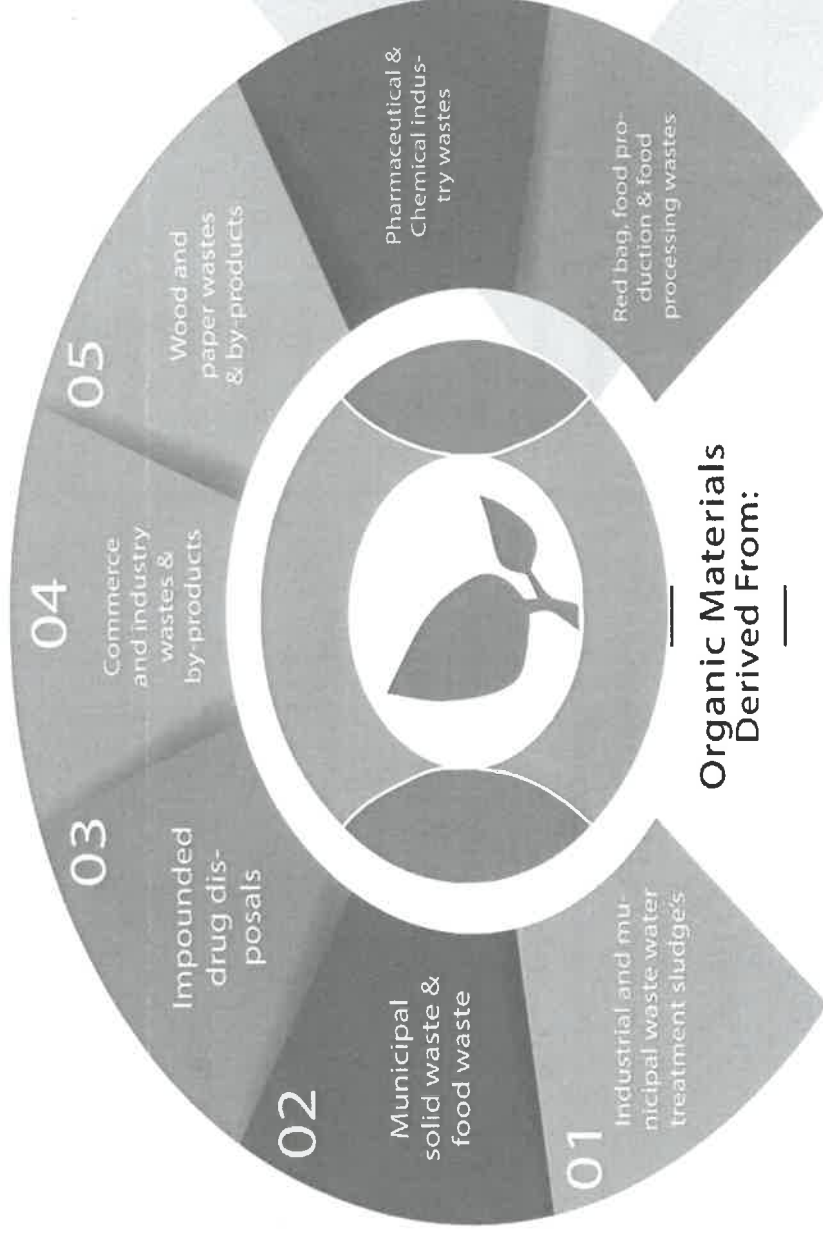 01
Industrial and mu-
nicipal waste water
treatment sludge's
02
Municipal
solid waste &
food waste
03
Impounded
drug dis-
posals
04
Commerce
and industry
wastes &
by-products
05
Wood and
paper wastes
& by-products
Pharmaceutical &
Chemical indus-
try wastes
Red bag, food pro-
duction & food
processing wastes
Organic Materials
Derived From: